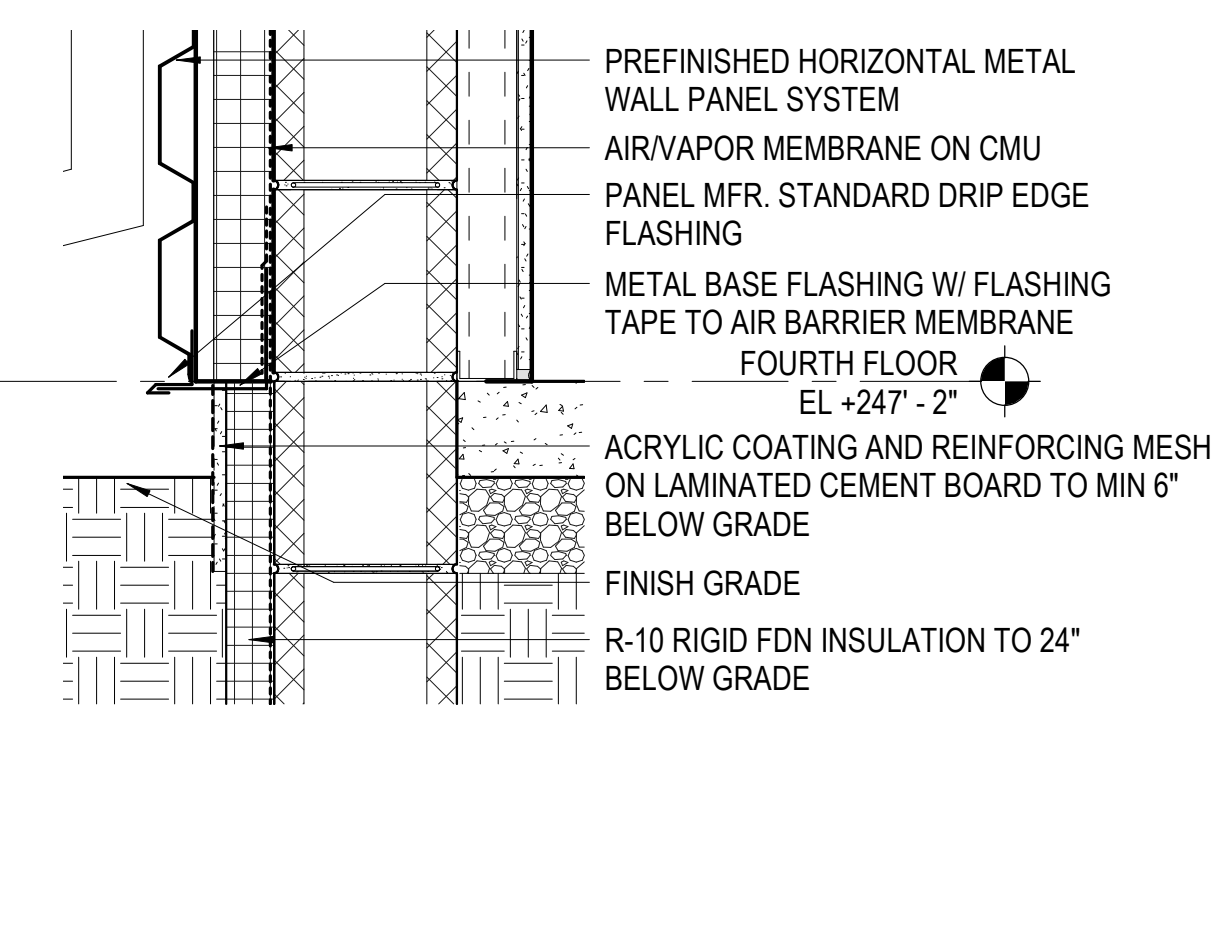 PREFINISHED HORIZONTAL METAL
WALL PANEL SYSTEM
AIR/VAPOR MEMBRANE ON CMU
PANEL MFR. STANDARD DRIP EDGE
FLASHING
METAL BASE FLASHING W/ FLASHING
TAPE TO AIR BARRIER MEMBRANE
FOURTH FLOOR
EL +247' - 2"
ACRYLIC COATING AND REINFORCING MESH
ON LAMINATED CEMENT BOARD TO MIN 6"
BELOW GRADE
FINISH GRADE
R-10 RIGID FDN INSULATION TO 24"
BELOW GRADE